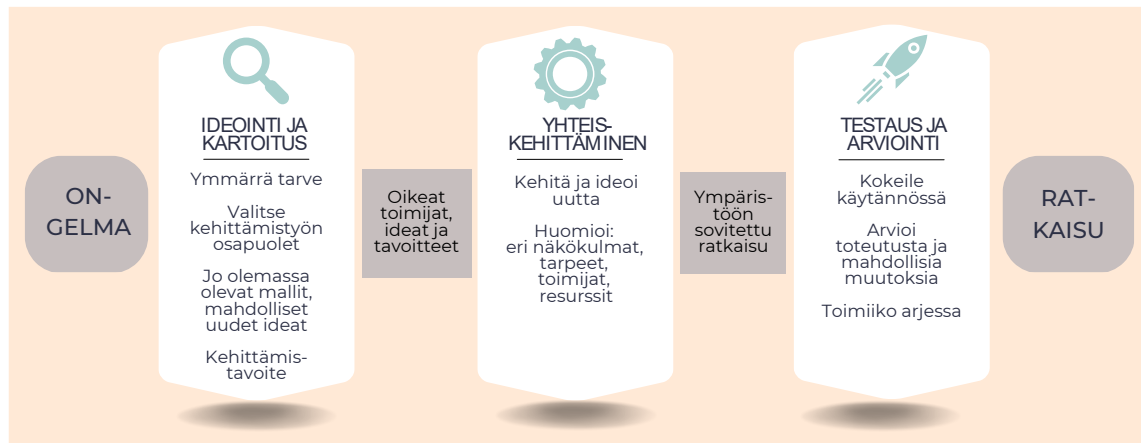 ON-
GELMA
IDEOINTI JA
KARTOITUS
Ymmärrä tarve
Valitse
kehittämistyön
osapuolet
Jo olemassa
olevat mallit,
mahdolliset
uudet ideat
Kehittämis-
tavoite
Oikeat
toimijat,
ideat ja
tavoitteet
YHTEIS-
KEHITTÄMINEN
Kehitä ja ideoi
uutta
Huomioi:
eri näkökulmat,
tarpeet,
toimijat,
resurssit
Ympäris-
töön
sovitettu
ratkaisu
TESTAUS JA
ARVIOINTI
Kokeile
käytännössä
Arvioi
toteutusta ja
mahdollisia
muutoksia
Toimiiko arjessa
RAT-
KAISU